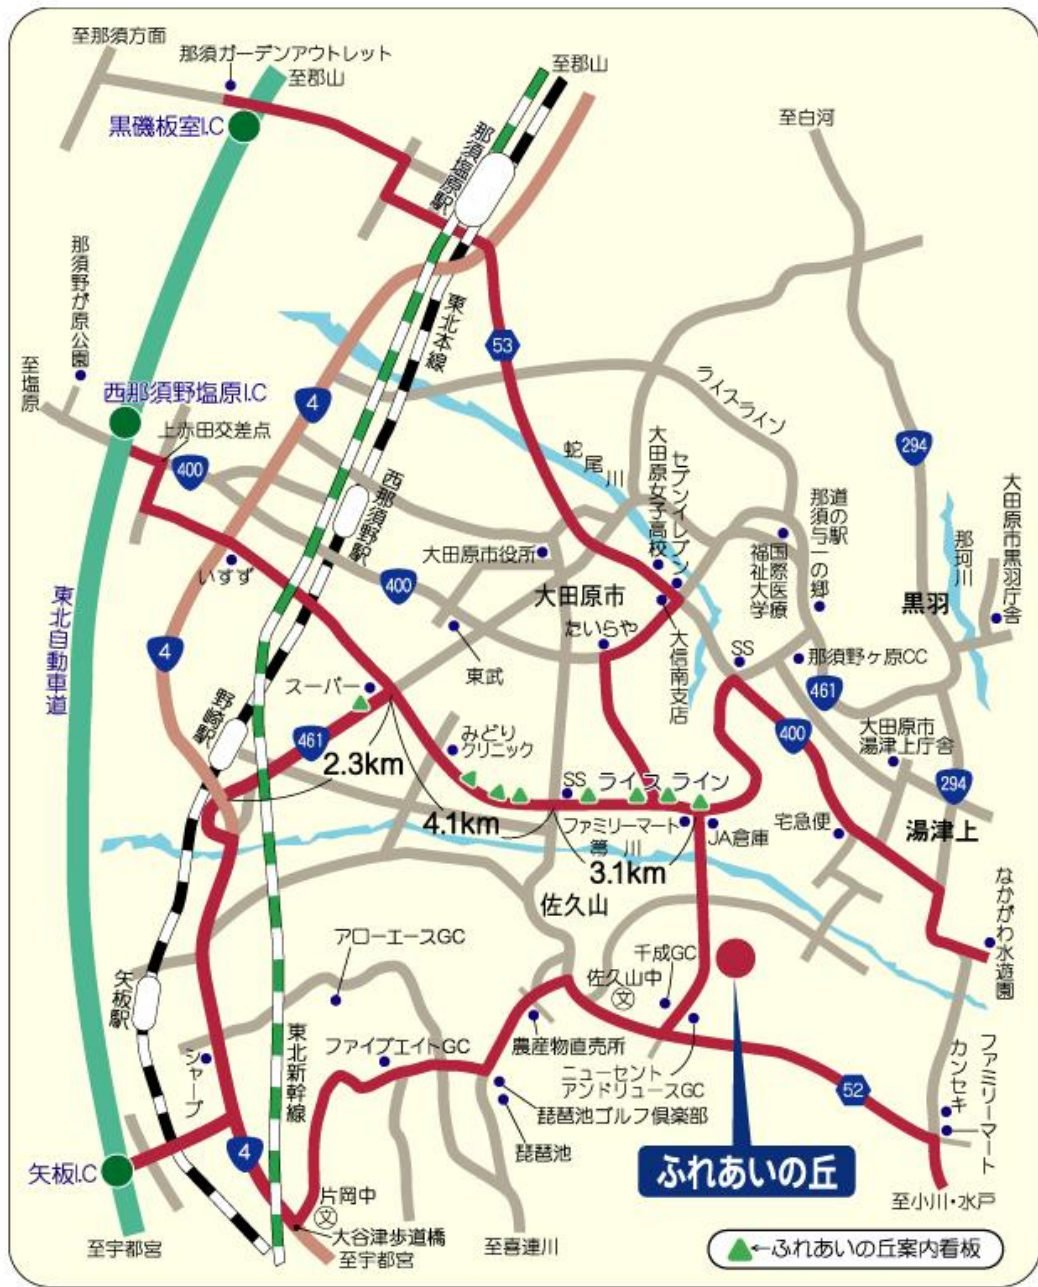 至那須方面
那須ガーデンアウトレット
至郡山
至郡山
黒磯板室I.C
那須塩原駅
至白河
那須野が原公園
至塩原
西那須野塩原I.C
上赤田交差点
東北本線
53
4
ライスライン
294
400
蛇尾川
西那須野駅
大田原女子高校
セブンイレブン
道の駅
那須与一の郷
国際医療
福祉大学
那珂川
大田原市黒羽庁舎
大田原市役所
いすず
400
大田原市
黒羽
たいらや
大信南支店
SS
那須野ヶ原CC
東北自動車道
4
東武
スーパー
461
野崎駅
461
2.3km
みどり
クリニック
400
大田原市
湯津上庁舎
294
SS
ライスライン
4.1km
ファミリーマート
JA倉庫
宅急便
湯津上
箒川
3.1km
佐久山
なかがわ水遊園
アローエースGC
千成GC
佐久山中
文
矢板駅
シャープ
東北新幹線
ファイブエイトGC
農産物直売所
ニューセント
アンドリュースGC
カンセキ
ファミリーマート
52
琵琶池ゴルフ倶楽部
琵琶池
4
矢板I.C
ふれあいの丘
片岡中
文
大谷津歩道橋
至宇都宮
至宇都宮
至喜連川
至小川・水戸
←ふれあいの丘案内看板